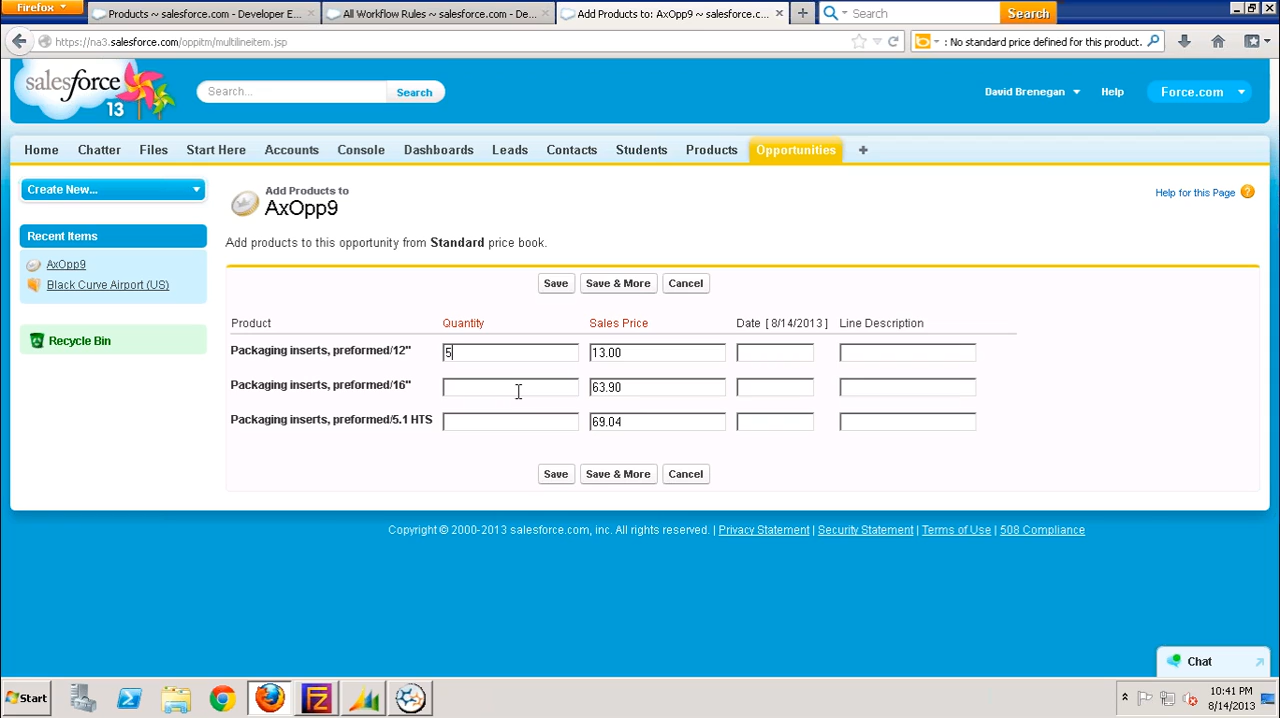 Firefox
Products ~ salesforce.com - Developer E...
All Workflow Rules ~ salesforce.com - De...
Add Products to: AxOpp9 ~ salesforce.c...
Search
Search
https://na3.salesforce.com/oppitm/multilineitem.jsp
: No standard price defined for this product.
salesforce
13
Search...
Search
David Brenegan
Help
Force.com
Home
Chatter
Files
Start Here
Accounts
Console
Dashboards
Leads
Contacts
Students
Products
Opportunities
Create New...
Recent Items
AxOpp9
Black Curve Airport (US)
Recycle Bin
Add Products to
AxOpp9
Help for this Page
Add products to this opportunity from Standard price book.
Save
Save & More
Cancel
Product
Quantity
Sales Price
Date [ 8/14/2013 ]
Line Description
Packaging inserts, preformed/12"
5
13.00
Packaging inserts, preformed/16"
63.90
Packaging inserts, preformed/5.1 HTS
69.04
Save
Save & More
Cancel
Copyright © 2000-2013 salesforce.com, inc. All rights reserved. | Privacy Statement | Security Statement | Terms of Use | 508 Compliance
Chat
Start
10:41 PM
8/14/2013